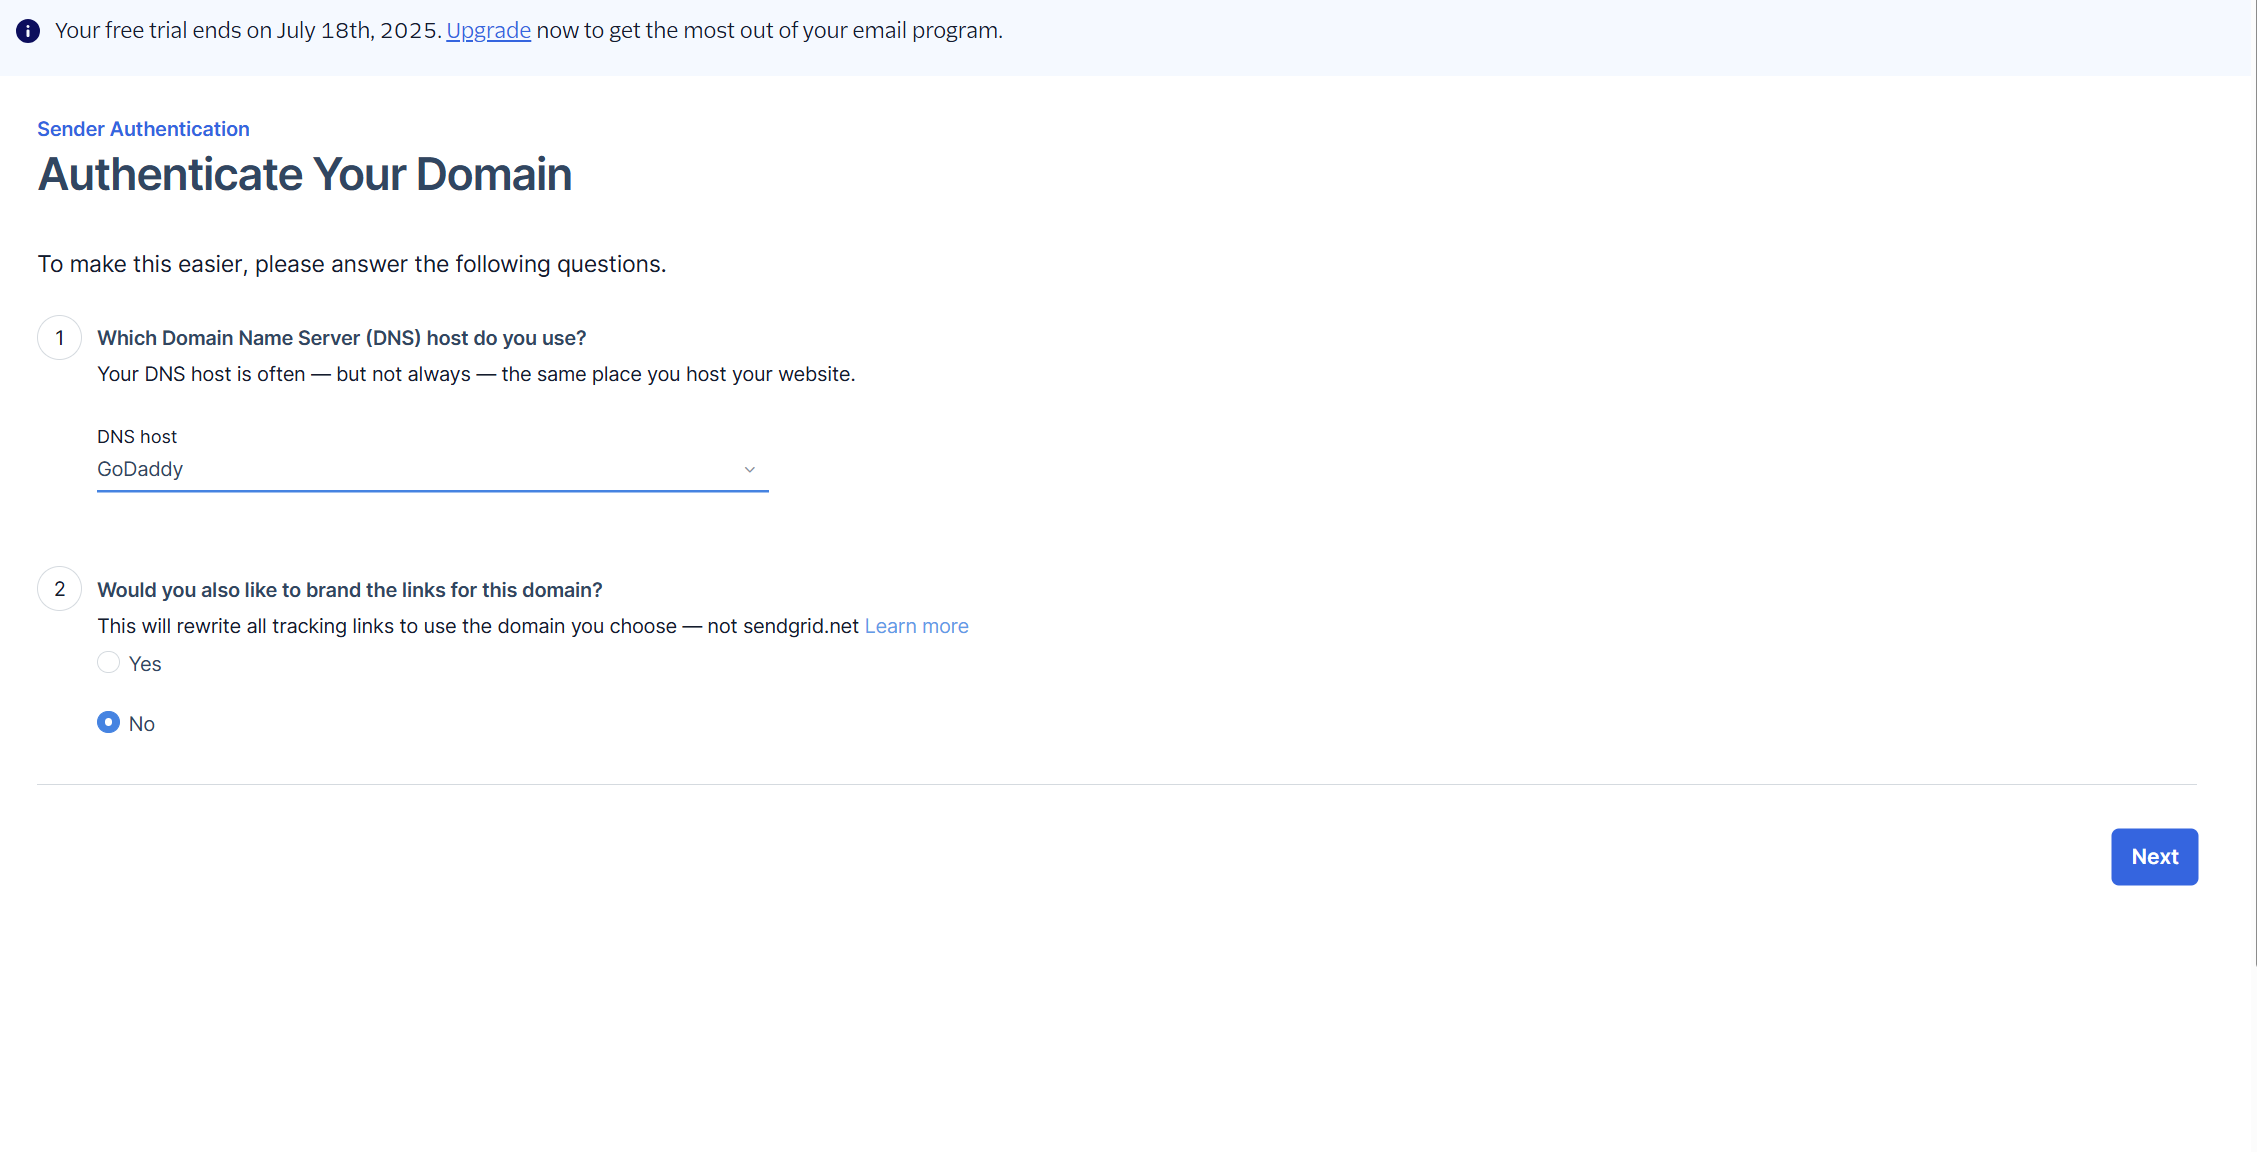 Your free trial ends on July 18th, 2025. Upgrade now to get the most out of your email program.
Sender Authentication
Authenticate Your Domain
To make this easier, please answer the following questions.
1 Which Domain Name Server (DNS) host do you use?
Your DNS host is often — but not always — the same place you host your website.
DNS host
GoDaddy
2 Would you also like to brand the links for this domain?
This will rewrite all tracking links to use the domain you choose — not sendgrid.net Learn more
Yes
No
Next